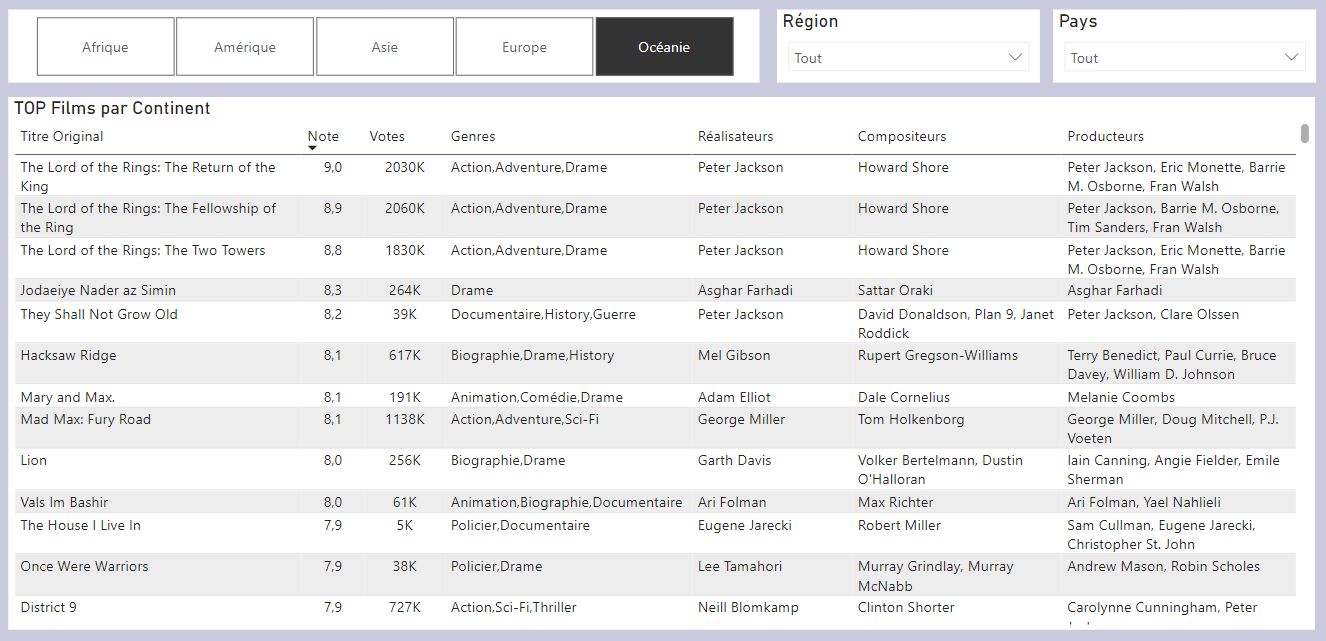 Afrique Amérique Asie Europe Océanie
Région
Tout
Pays
Tout
TOP Films par Continent
Titre Original Note Votes Genres Réalisateurs Compositeurs Producteurs
The Lord of the Rings: The Return of the 9,0 2030K Action,Adventure,Drame Peter Jackson Howard Shore Peter Jackson, Eric Monette, Barrie
King M. Osborne, Fran Walsh
The Lord of the Rings: The Fellowship of 8,9 2060K Action,Adventure,Drame Peter Jackson Howard Shore Peter Jackson, Barrie M. Osborne,
the Ring Tim Sanders, Fran Walsh
The Lord of the Rings: The Two Towers 8,8 1830K Action,Adventure,Drame Peter Jackson Howard Shore Peter Jackson, Eric Monette, Barrie
M. Osborne, Fran Walsh
Jodaeiye Nader az Simin 8,3 264K Drame Asghar Farhadi Sattar Oraki Asghar Farhadi
They Shall Not Grow Old 8,2 39K Documentaire,History,Guerre Peter Jackson David Donaldson, Plan 9, Janet Peter Jackson, Clare Olssen
Roddick
Hacksaw Ridge 8,1 617K Biographie,Drame,History Mel Gibson Rupert Gregson-Williams Terry Benedict, Paul Currie, Bruce
Davey, William D. Johnson
Mary and Max. 8,1 191K Animation,Comédie,Drame Adam Elliot Dale Cornelius Melanie Coombs
Mad Max: Fury Road 8,1 1138K Action,Adventure,Sci-Fi George Miller Tom Holkenborg George Miller, Doug Mitchell, P.J.
Voeten
Lion 8,0 256K Biographie,Drame Garth Davis Volker Bertelmann, Dustin Iain Canning, Angie Fielder, Emile
O'Halloran Sherman
Vals Im Bashir 8,0 61K Animation,Biographie,Documentaire Ari Folman Max Richter Ari Folman, Yael Nahlieli
The House I Live In 7,9 5K Policier,Documentaire Eugene Jarecki Robert Miller Sam Cullman, Eugene Jarecki,
Christopher St. John
Once Were Warriors 7,9 38K Policier,Drame Lee Tamahori Murray Grindlay, Murray Andrew Mason, Robin Scholes
McNabb
District 9 7,9 727K Action,Sci-Fi,Thriller Neill Blomkamp Clinton Shorter Carolynne Cunningham, Peter